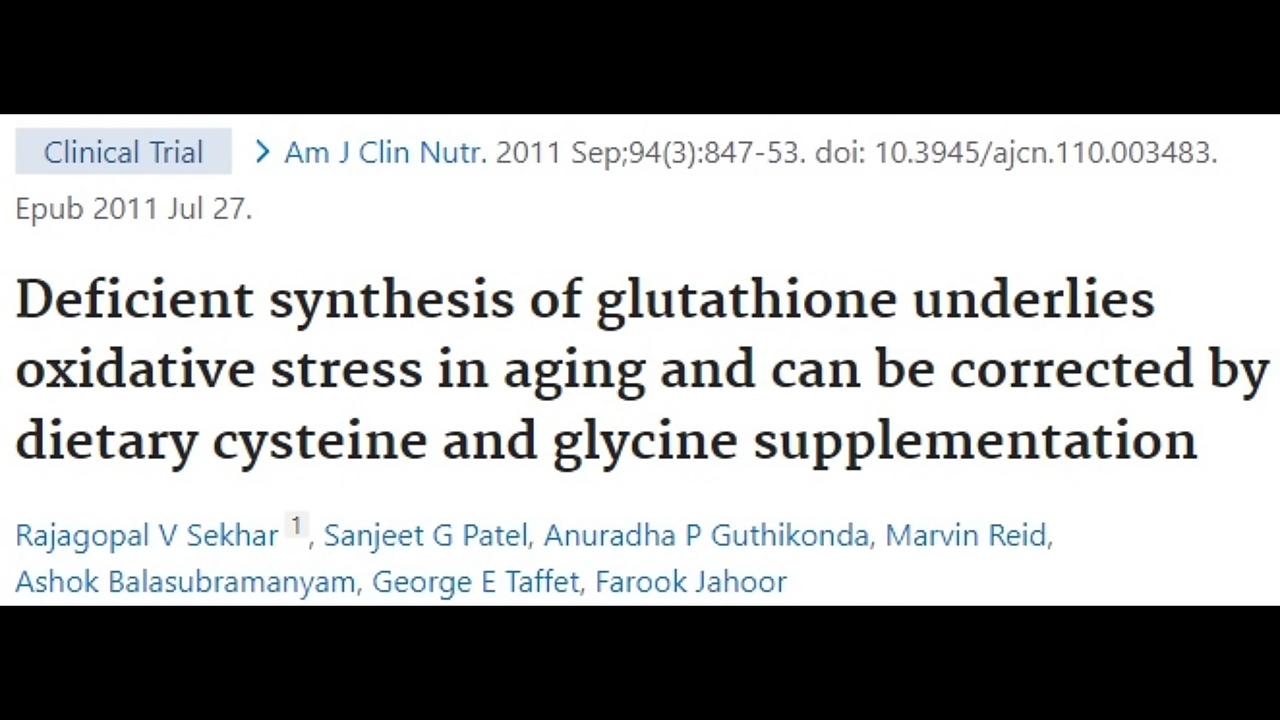 Clinical Trial > Am J Clin Nutr. 2011 Sep;94(3):847-53. doi: 10.3945/ajcn.110.003483.
Epub 2011 Jul 27.
Deficient synthesis of glutathione underlies
oxidative stress in aging and can be corrected by
dietary cysteine and glycine supplementation
Rajagopal V Sekhar 1, Sanjeet G Patel, Anuradha P Guthikonda, Marvin Reid,
Ashok Balasubramanyam, George E Taffet, Farook Jahoor